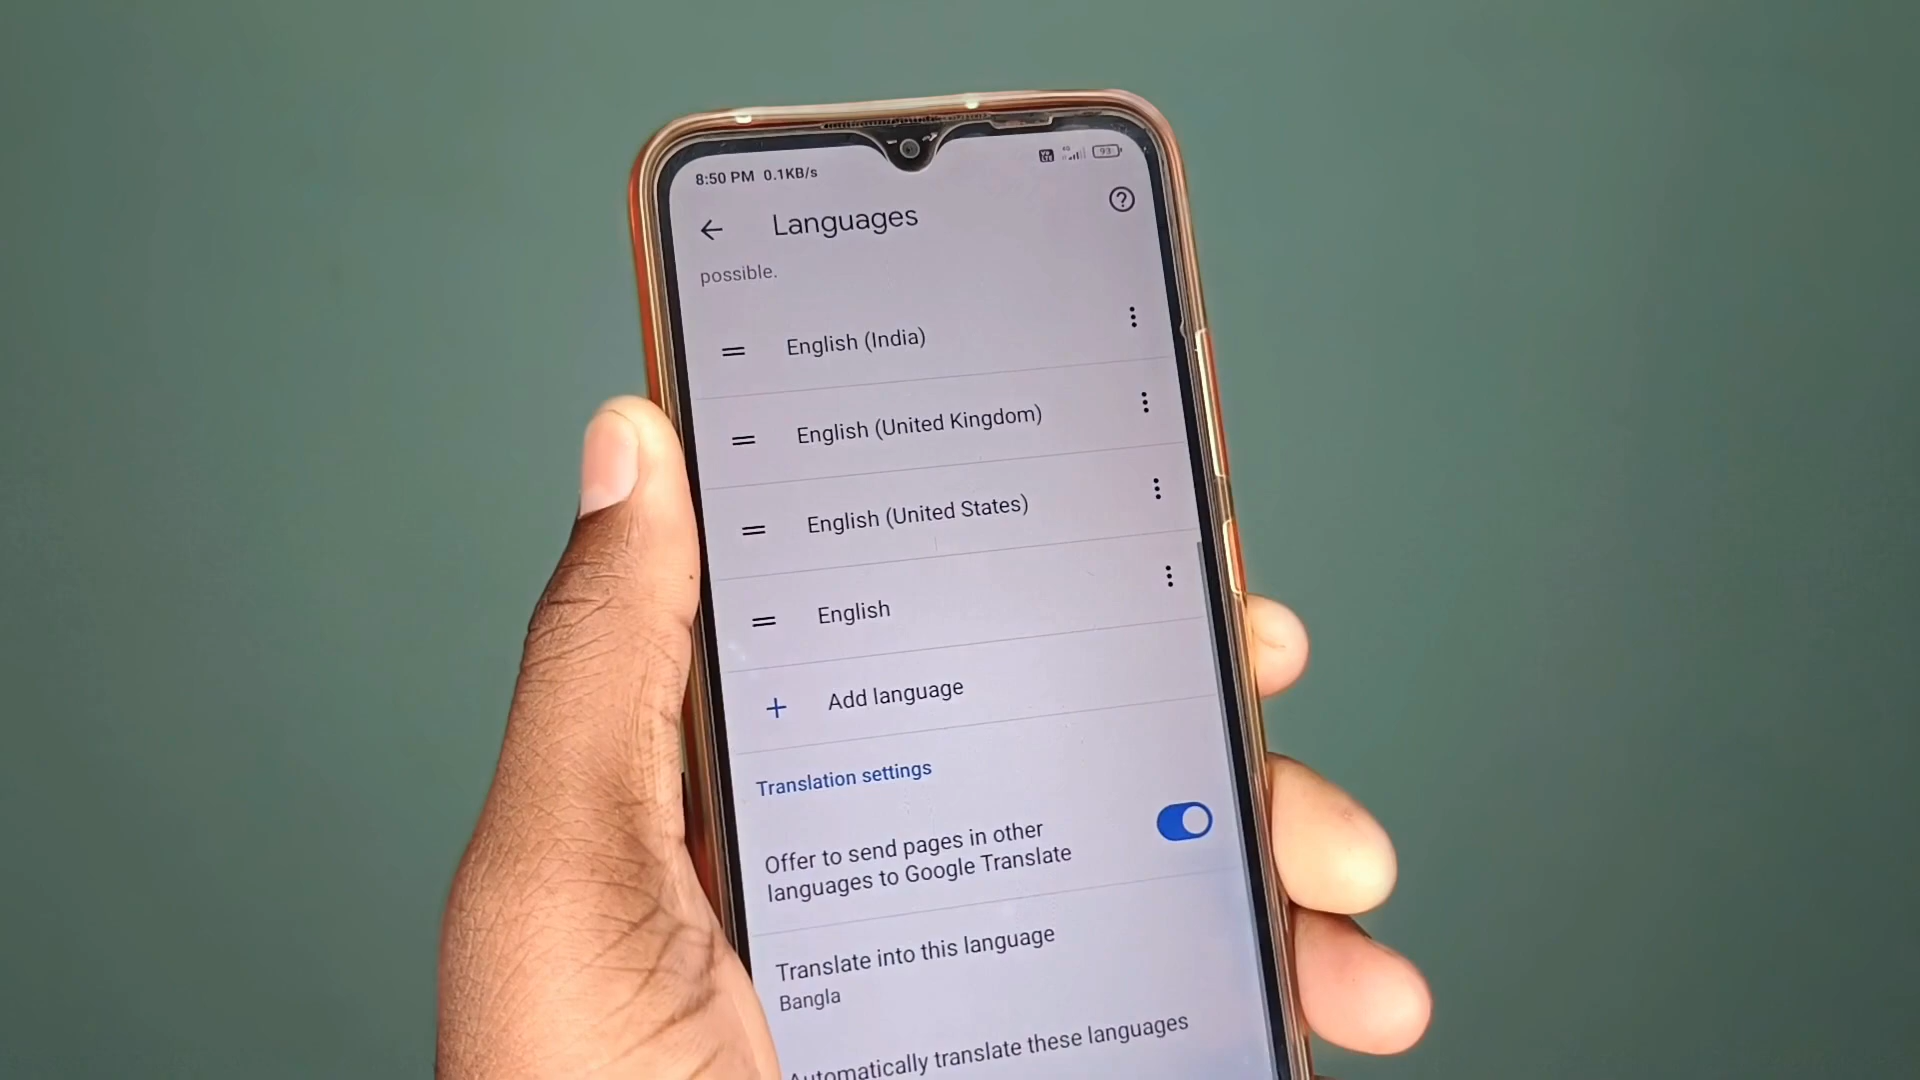 8:50 PM 0.1KB/s 93
Languages
possible.
English (India)
English (United Kingdom)
English (United States)
English
+ Add language
Translation settings
Offer to send pages in other
languages to Google Translate
Translate into this language
Bangla
Automatically translate these languages